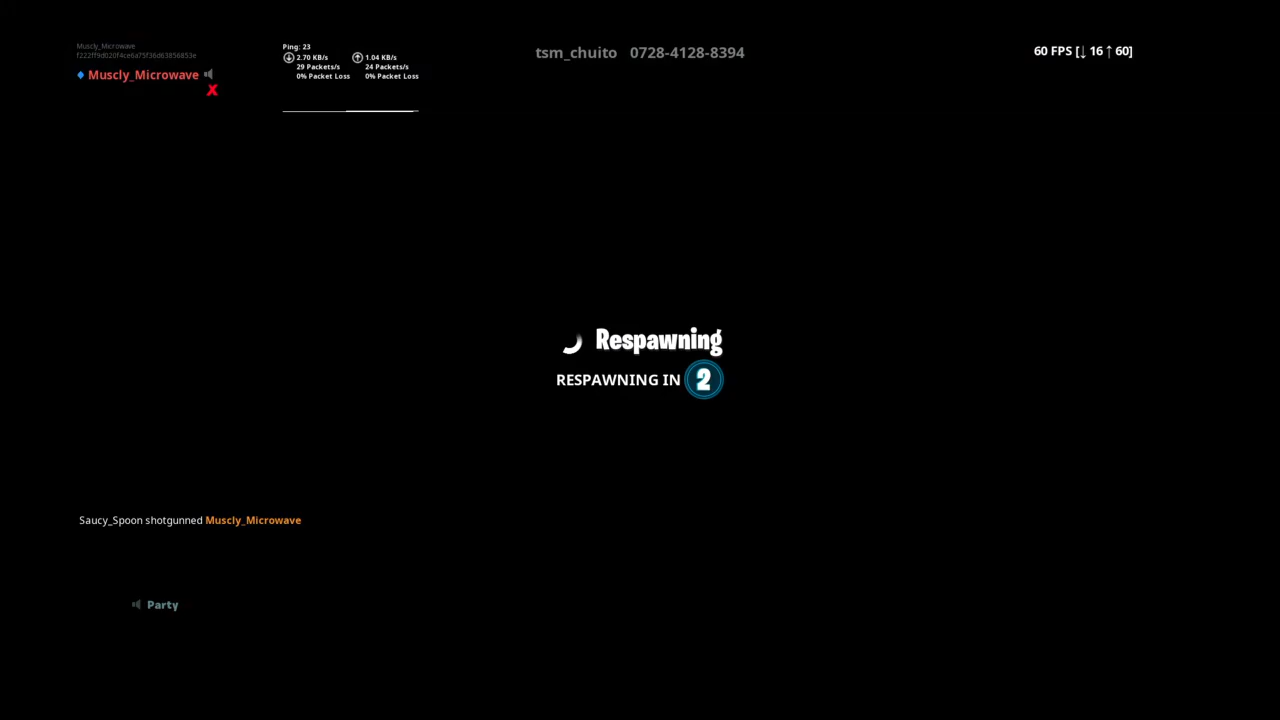 Muscly_Microwave
Muscly_Microwave
X
Ping: 23
2.70 KB/s 1.04 KB/s
29 Packets/s 24 Packets/s
0% Packet Loss 0% Packet Loss
tsm_chuito 0728-4128-8394
60 FPS [↓ 16 ↑ 60]
Respawning
RESPAWNING IN 2
Saucy_Spoon shotgunned Muscly_Microwave
Party